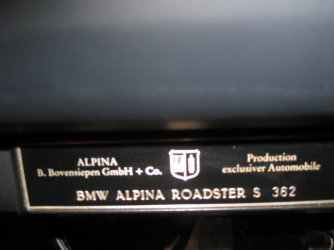 ALPINA
B. Bovensiepen GmbH + Co.
Production
exclusiver Automobile
BMW ALPINA ROADSTER S 362